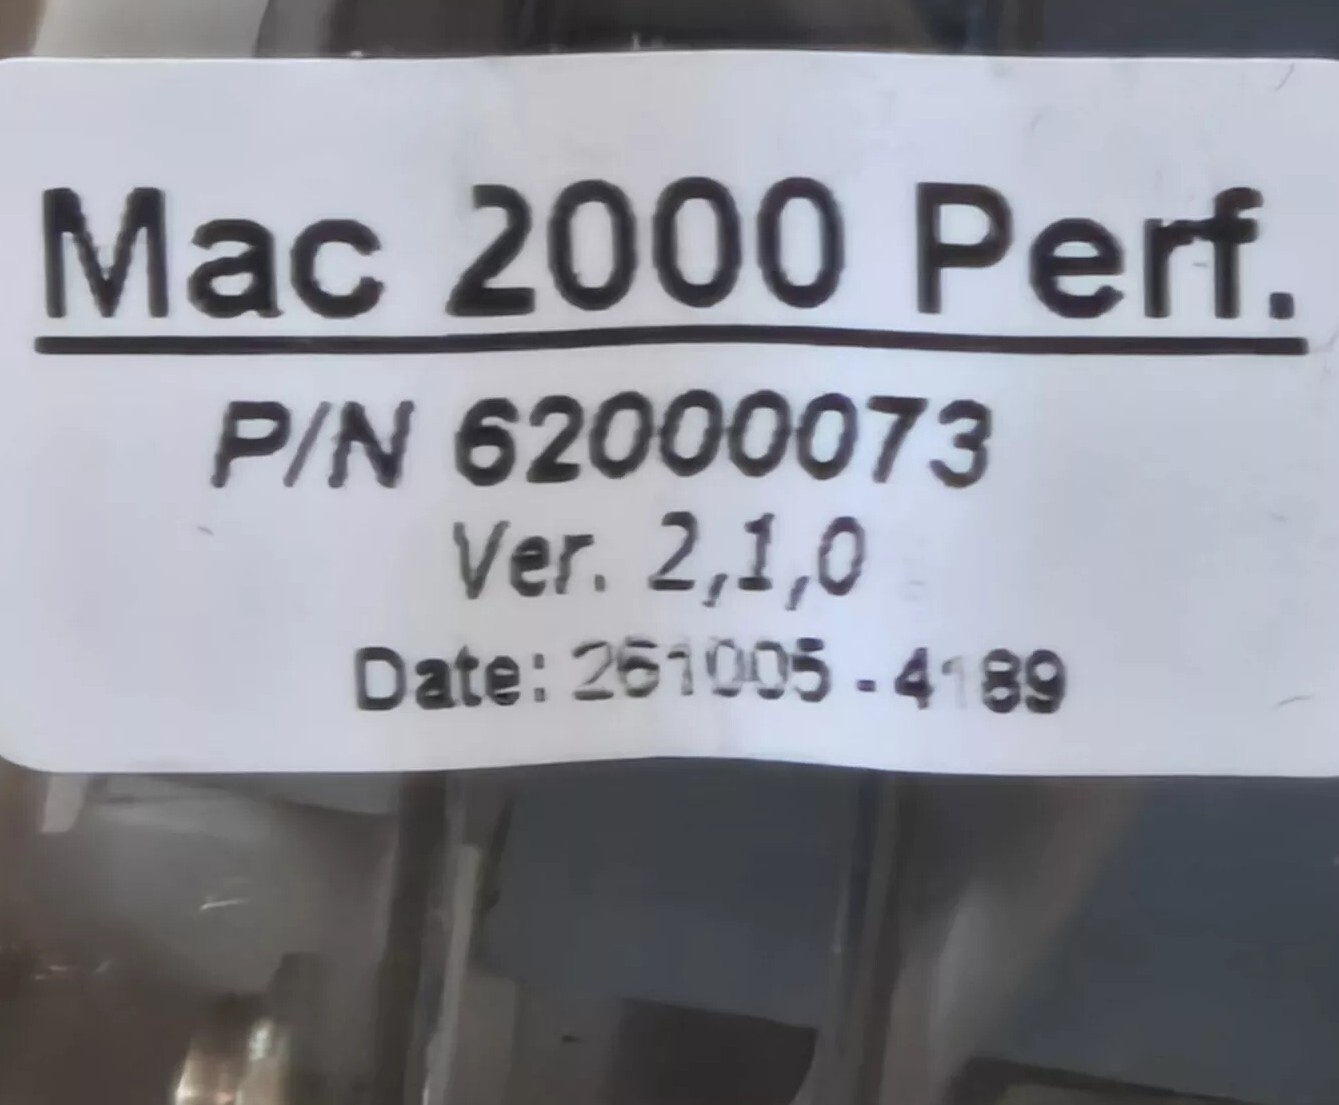 Mac 2000 Perf.
P/N 62000073
Ver. 2,1,0
Date: 261005 - 4189